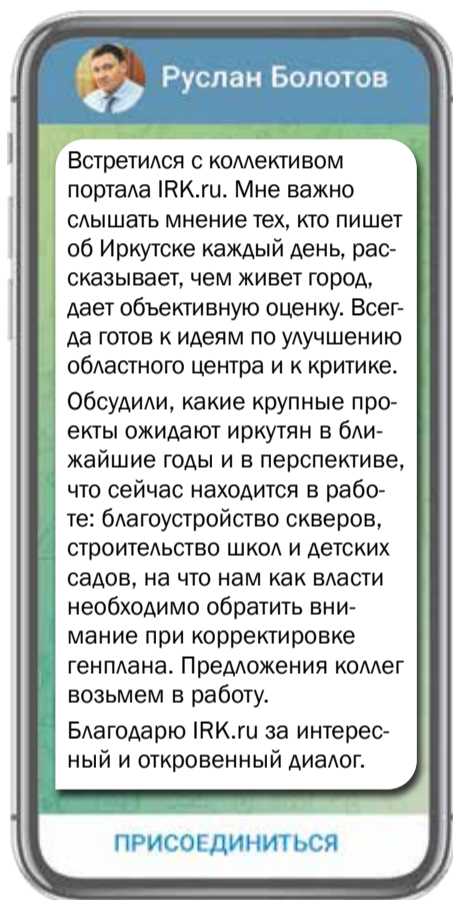 Руслан Болотов
Встретился с коллективом
портала IRK.ru. Мне важно
слышать мнение тех, кто пишет
об Иркутске каждый день, рас-
сказывает, чем живет город,
дает объективную оценку. Всег-
да готов к идеям по улучшению
областного центра и к критике.
Обсудили, какие крупные про-
екты ожидают иркутян в бли-
жайшие годы и в перспективе,
что сейчас находится в рабо-
те: благоустройство скверов,
строительство школ и детских
садов, на что нам как власти
необходимо обратить вни-
мание при корректировке
генплана. Предложения коллег
возьмем в работу.
Благодарю IRK.ru за интерес-
ный и откровенный диалог.
ПРИСОЕДИНИТЬСЯ